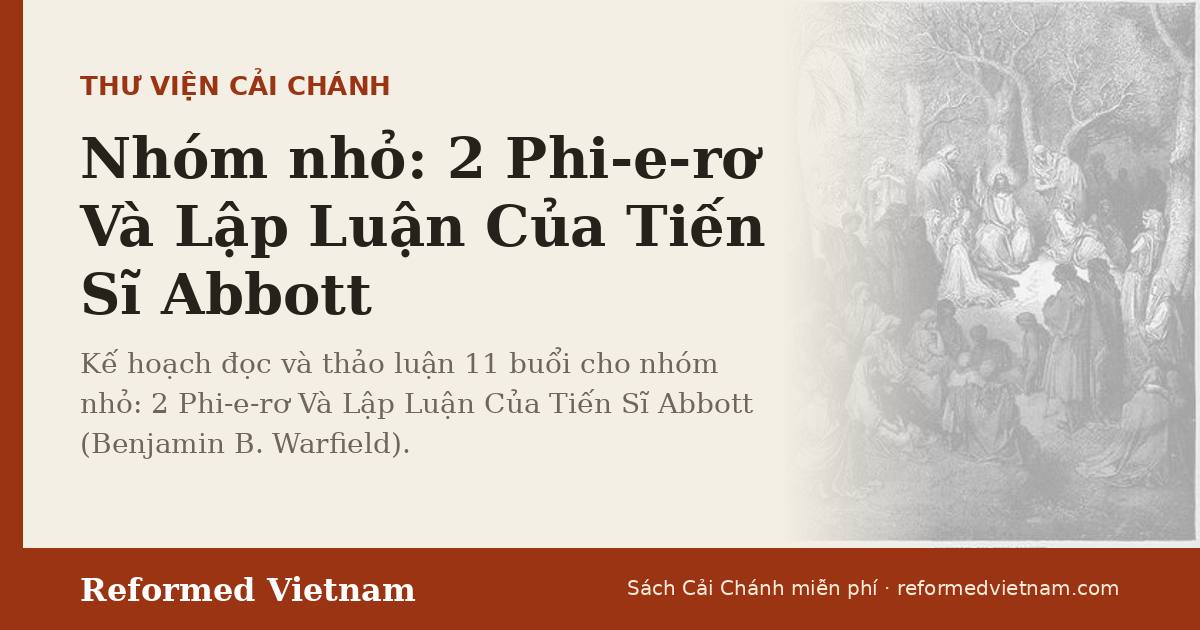 THƯ VIỆN CẢI CHÁNH
Nhóm nhỏ: 2 Phi-e-rơ
Và Lập Luận Của Tiến
Sĩ Abbott
Kế hoạch đọc và thảo luận 11 buổi cho nhóm
nhỏ: 2 Phi-e-rơ Và Lập Luận Của Tiến Sĩ Abbott
(Benjamin B. Warfield).
Reformed Vietnam
Sách Cải Chánh miễn phí · reformedvietnam.com